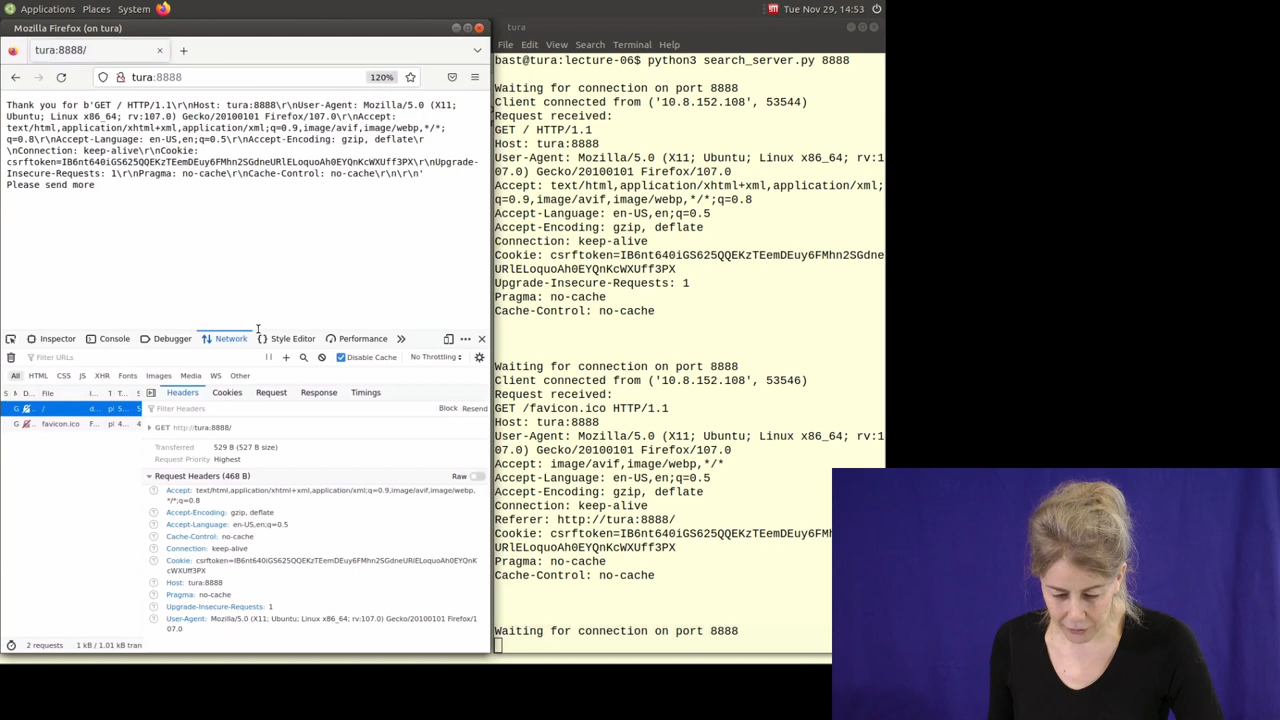 Applications Places System
Tue Nov 29, 14:53
Mozilla Firefox (on tura)
tura:8888/
tura:8888
120%
Thank you for b'GET / HTTP/1.1\r\nHost: tura:8888\r\nUser-Agent: Mozilla/5.0 (X11;
Ubuntu; Linux x86_64; rv:107.0) Gecko/20100101 Firefox/107.0\r\nAccept:
text/html,application/xhtml+xml,application/xml;q=0.9,image/avif,image/webp,*/*;
q=0.8\r\nAccept-Language: en-US,en;q=0.5\r\nAccept-Encoding: gzip, deflate\r
\nConnection: keep-alive\r\nCookie:
csrftoken=IB6nt640iGS625QQEKzTEemDEuy6FMhn2SGdneURlELoquoAh0EYQnKcWXUff3PX\r\nUpgrade-
Insecure-Requests: 1\r\nPragma: no-cache\r\nCache-Control: no-cache\r\n\r\n'
Please send more
Inspector Console Debugger Network Style Editor Performance
Filter URLs
Disable Cache No Throttling
All HTML CSS JS XHR Fonts Images Media WS Other
S M D... File I... T T... S
Headers Cookies Request Response Timings
G / d... pl 5... 5
G favicon.ico F... pl 4... 4
Filter Headers
Block Resend
GET http://tura:8888/
Transferred 529 B (527 B size)
Request Priority Highest
Request Headers (468 B)
Raw
Accept: text/html,application/xhtml+xml,application/xml;q=0.9,image/avif,image/webp,
*/*;q=0.8
Accept-Encoding: gzip, deflate
Accept-Language: en-US,en;q=0.5
Cache-Control: no-cache
Connection: keep-alive
Cookie: csrftoken=IB6nt640iGS625QQEKzTEemDEuy6FMhn2SGdneURlELoquoAh0EYQnK
cWXUff3PX
Host: tura:8888
Pragma: no-cache
Upgrade-Insecure-Requests: 1
User-Agent: Mozilla/5.0 (X11; Ubuntu; Linux x86_64; rv:107.0) Gecko/20100101 Firefox/1
07.0
2 requests
1 kB / 1.01 kB tran
tura
File Edit View Search Terminal Help
bast@tura:lecture-06$ python3 search_server.py 8888
Waiting for connection on port 8888
Client connected from ('10.8.152.108', 53544)
Request received:
GET / HTTP/1.1
Host: tura:8888
User-Agent: Mozilla/5.0 (X11; Ubuntu; Linux x86_64; rv:1
07.0) Gecko/20100101 Firefox/107.0
Accept: text/html,application/xhtml+xml,application/xml;
q=0.9,image/avif,image/webp,*/*;q=0.8
Accept-Language: en-US,en;q=0.5
Accept-Encoding: gzip, deflate
Connection: keep-alive
Cookie: csrftoken=IB6nt640iGS625QQEKzTEemDEuy6FMhn2SGdne
URlELoquoAh0EYQnKcWXUff3PX
Upgrade-Insecure-Requests: 1
Pragma: no-cache
Cache-Control: no-cache
Waiting for connection on port 8888
Client connected from ('10.8.152.108', 53546)
Request received:
GET /favicon.ico HTTP/1.1
Host: tura:8888
User-Agent: Mozilla/5.0 (X11; Ubuntu; Linux x86_64; rv:1
07.0) Gecko/20100101 Firefox/107.0
Accept: image/avif,image/webp,*/*
Accept-Language: en-US,en;q=0.5
Accept-Encoding: gzip, deflate
Connection: keep-alive
Referer: http://tura:8888/
Cookie: csrftoken=IB6nt640iGS625QQEKzTEemDEuy6FMh
URlELoquoAh0EYQnKcWXUff3PX
Pragma: no-cache
Cache-Control: no-cache
Waiting for connection on port 8888